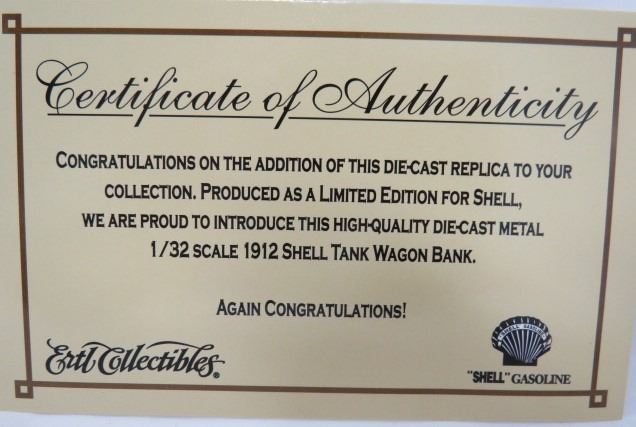 Certificate of Authenticity
CONGRATULATIONS ON THE ADDITION OF THIS DIE-CAST REPLICA TO YOUR
COLLECTION. PRODUCED AS A LIMITED EDITION FOR SHELL,
WE ARE PROUD TO INTRODUCE THIS HIGH-QUALITY DIE-CAST METAL
1/32 SCALE 1912 SHELL TANK WAGON BANK.
AGAIN CONGRATULATIONS!
Ertl Collectibles®
"SHELL" GASOLINE
"SHELL" GASOLINE